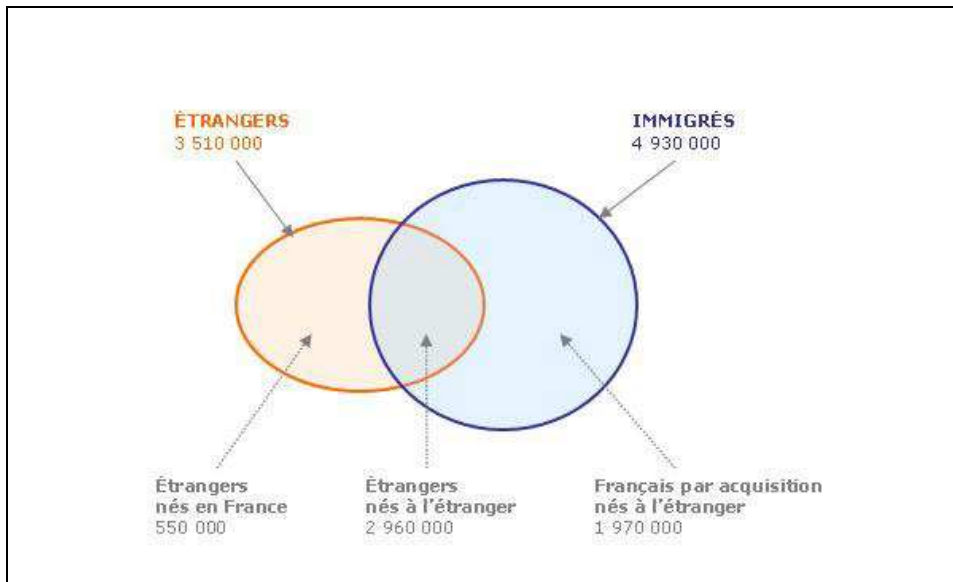 ÉTRANGERS
3 510 000
IMMIGRÉS
4 930 000
Étrangers
nés en France
550 000
Étrangers
nés à l'étranger
2 960 000
Français par acquisition
nés à l'étranger
1 970 000